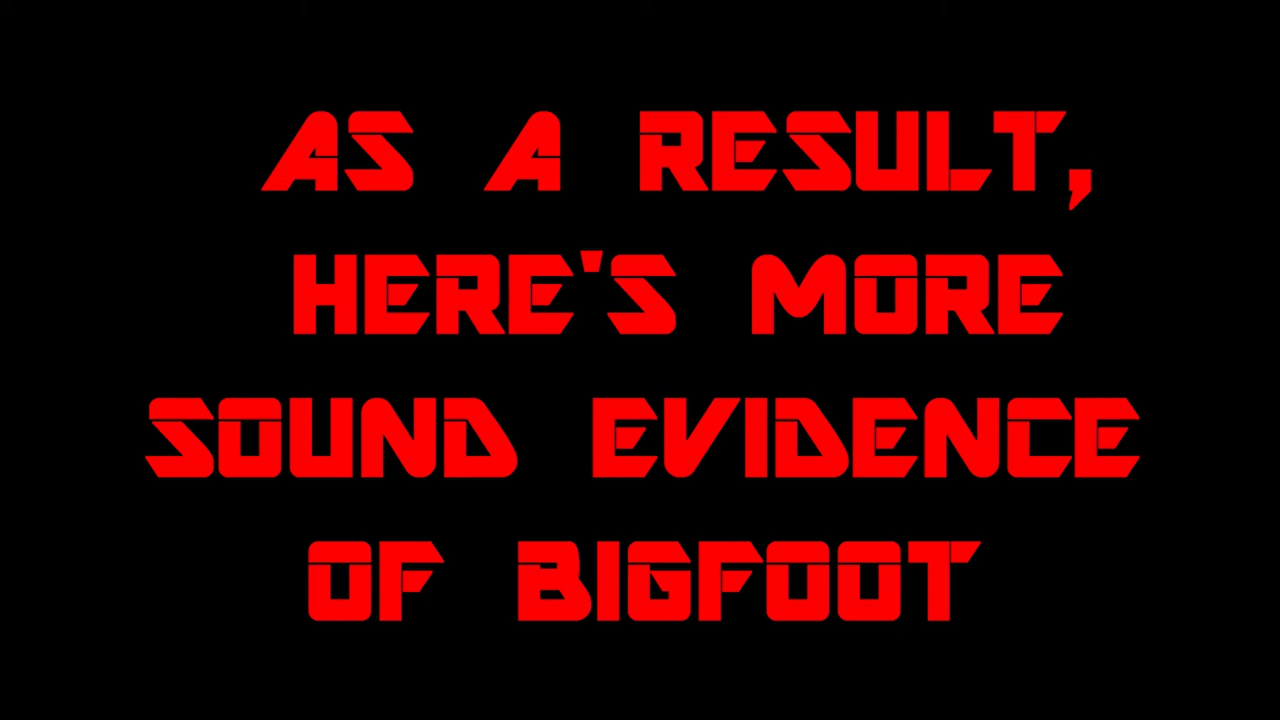 AS A RESULT,
HERE'S MORE
SOUND EVIDENCE
OF BIGFOOT